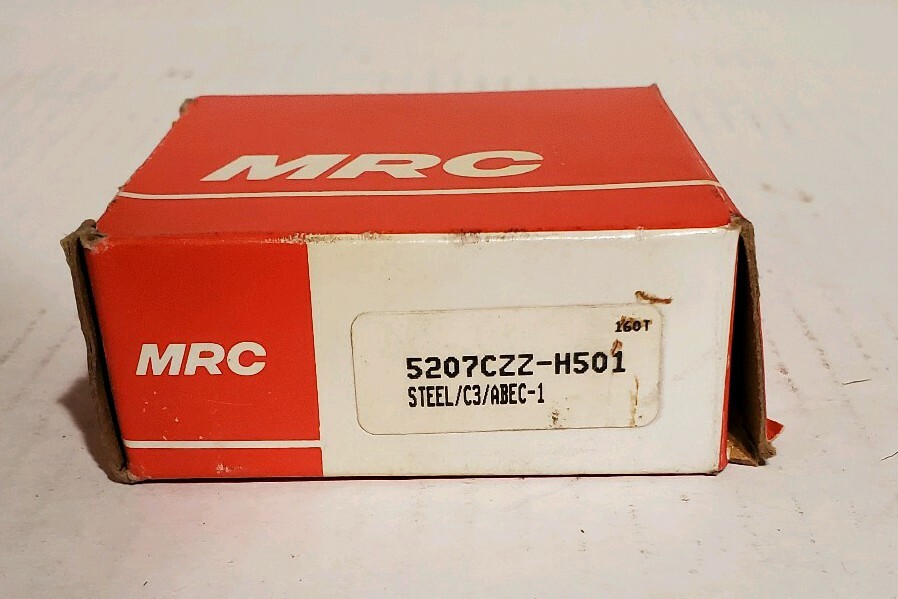 MRC
MRC
160T
5207CZZ-H501
STEEL/C3/ABEC-1